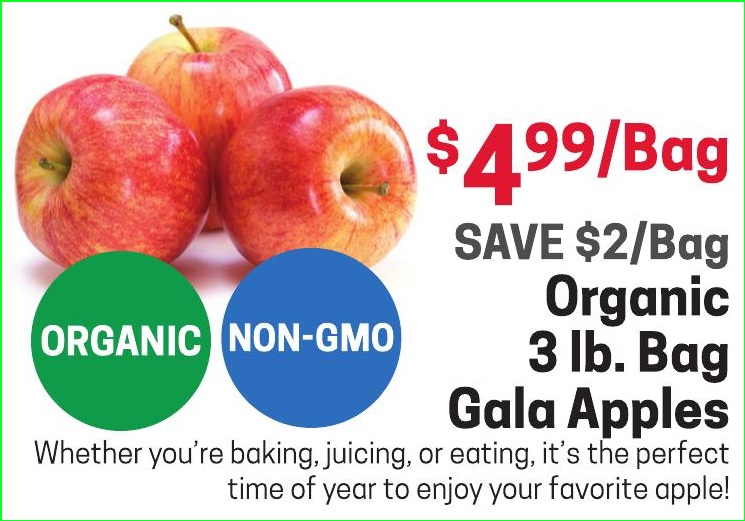 $4.99/Bag
SAVE $2/Bag
Organic
3 lb. Bag
Gala Apples
ORGANIC
NON-GMO
Whether you're baking, juicing, or eating, it's the perfect
time of year to enjoy your favorite apple!